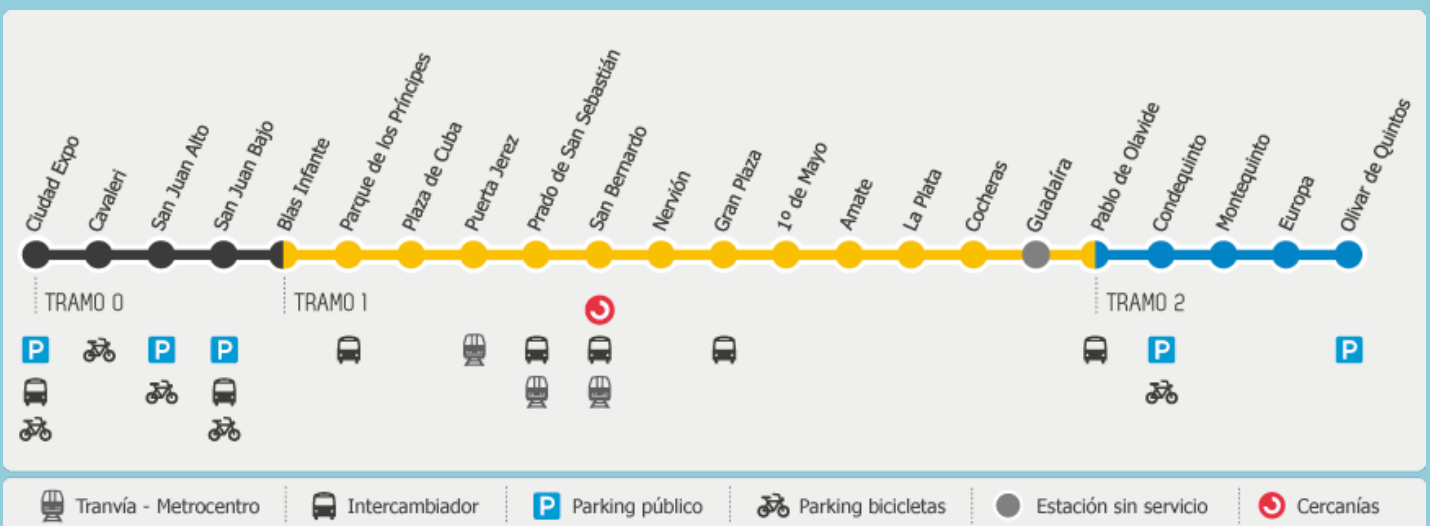 Ciudad Expo
Cavaleri
San Juan Alto
San Juan Bajo
Blas Infante
Parque de los Príncipes
Plaza de Cuba
Puerta Jerez
Prado de San Sebastián
San Bernardo
Nervión
Gran Plaza
1º de Mayo
Amate
La Plata
Cocheras
Guadaíra
Pablo de Olavide
Condequinto
Montequinto
Europa
Olivar de Quintos
TRAMO 0
TRAMO 1
TRAMO 2
P
P
P
P
P
Tranvía - Metrocentro
Intercambiador
P Parking público
Parking bicicletas
Estación sin servicio
Cercanías